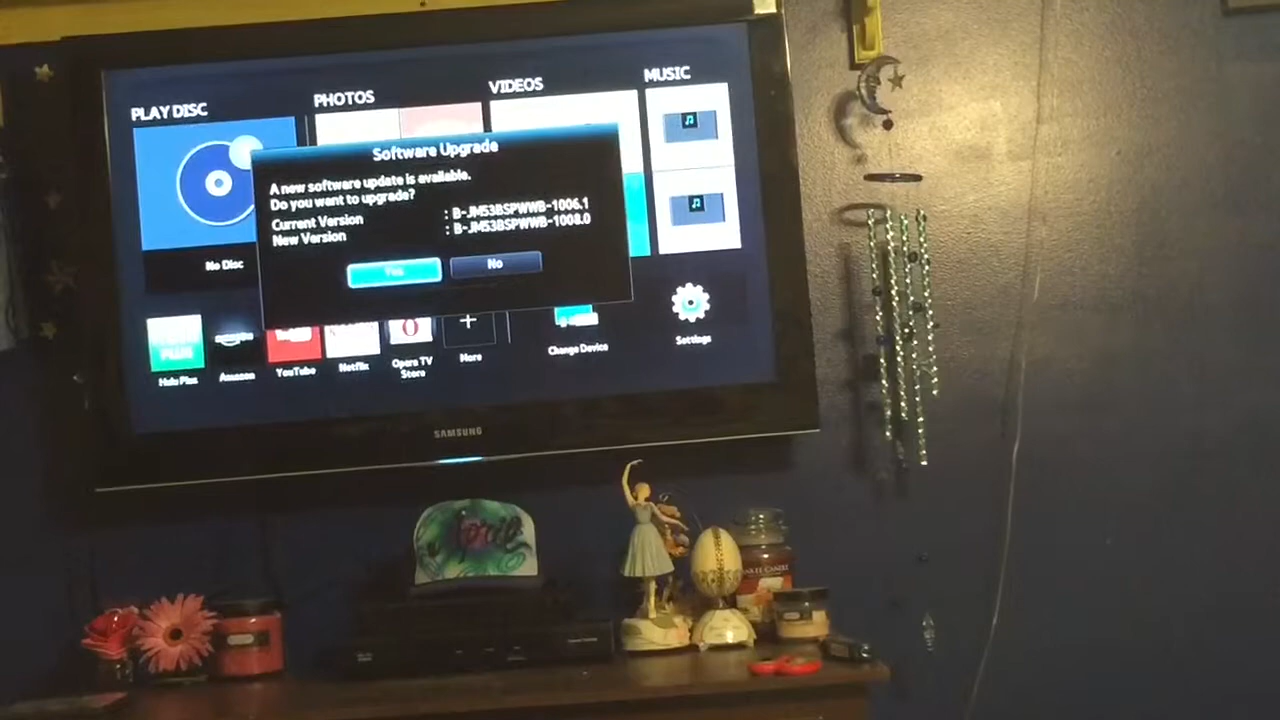 PLAY DISC
PHOTOS
VIDEOS
MUSIC
Software Upgrade
A new software update is available.
Do you want to upgrade?
Current Version : B-JM53BSPWWB-1006.1
New Version : B-JM53BSPWWB-1008.0
Yes
No
No Disc
Hulu Plus
Amazon
YouTube
Netflix
Opera TV
Store
More
Change Device
Settings
SAMSUNG